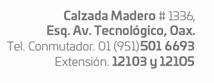 Calzada Madero # 1336,
Esq. Av. Tecnológico, Oax.
Tel. Conmutador. 01 (951)501 6693
Extensión. 12103 y 12105